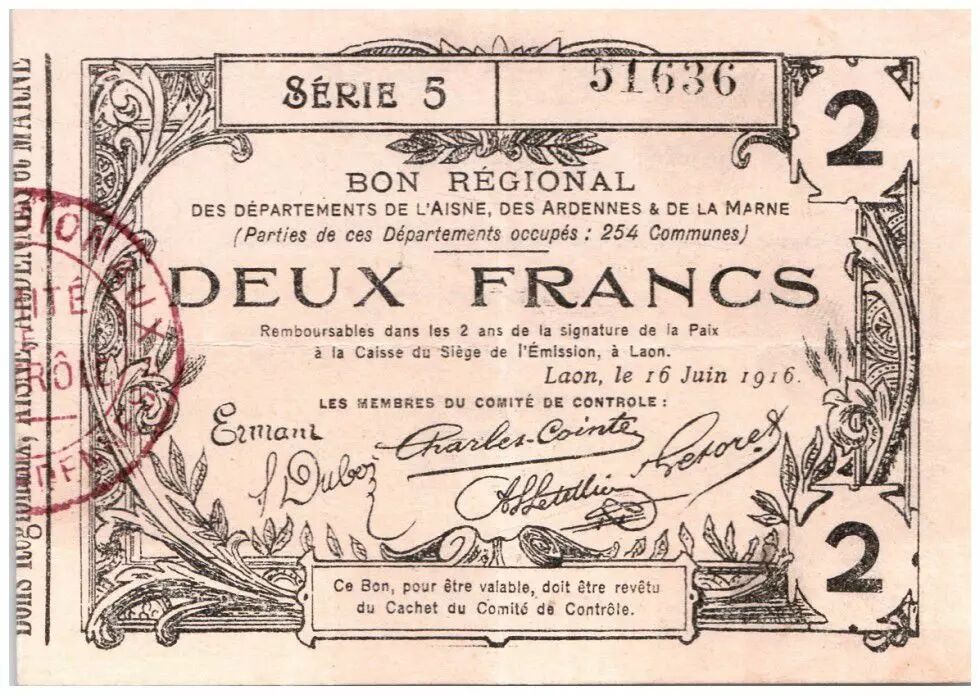 SÉRIE 5
51636
2
BON RÉGIONAL
DES DÉPARTEMENTS DE L'AISNE, DES ARDENNES & DE LA MARNE
(Parties de ces Départements occupés : 254 Communes)
DEUX FRANCS
Remboursables dans les 2 ans de la signature de la Paix
à la Caisse du Siège de l'Émission, à Laon.
Laon, le 16 Juin 1916.
LES MEMBRES DU COMITÉ DE CONTROLE :
Ermant
Charles-Cointe
2
Ce Bon, pour être valable, doit être revêtu
du Cachet du Comité de Contrôle.